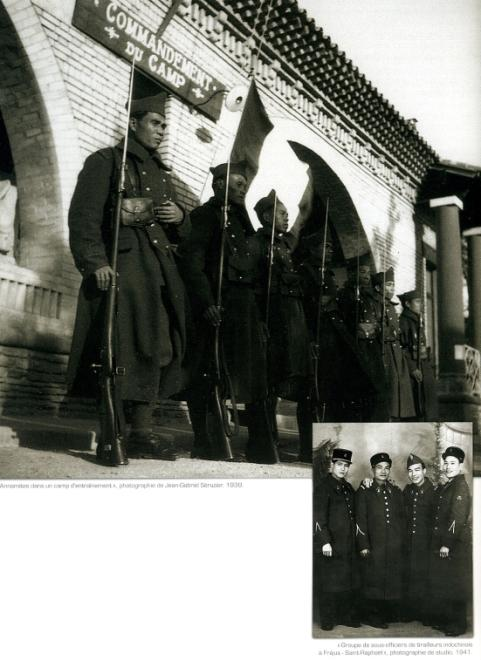 COMMANDEMENT
DU CAMP
Annamites dans un camp d'entraînement », photographie de Jean-Gabriel Séruzier, 1939.
« Groupe de sous-officiers de tirailleurs indochinois
à Fréjus - Saint-Raphaël », photographie de studio, 1941.